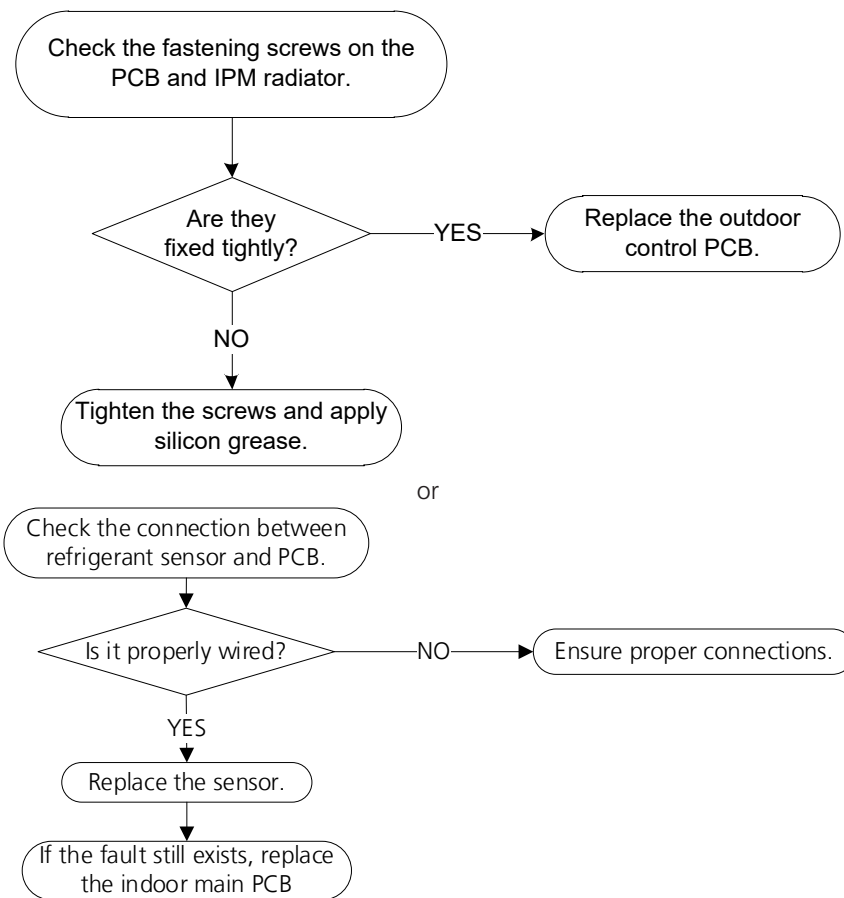 Check the fastening screws on the
PCB and IPM radiator.
Are they
fixed tightly?
YES
Replace the outdoor
control PCB.
NO
Tighten the screws and apply
silicon grease.
or
Check the connection between
refrigerant sensor and PCB.
Is it properly wired?
NO
Ensure proper connections.
YES
Replace the sensor.
If the fault still exists, replace
the indoor main PCB